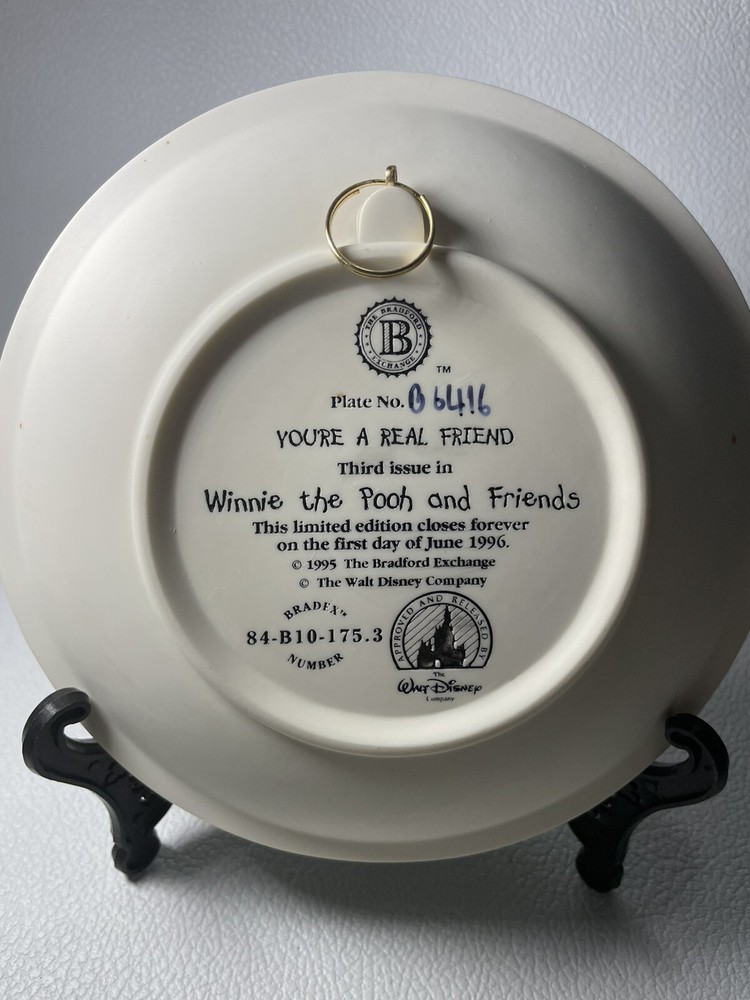 THE BRADFORD
B
EXCHANGE
TM
Plate No. B6416
YOU'RE A REAL FRIEND
Third issue in
Winnie the Pooh and Friends
This limited edition closes forever
on the first day of June 1996.
© 1995 The Bradford Exchange
© The Walt Disney Company
BRADEX™
84-B10-175.3
NUMBER
APPROVED AND RELEASED BY
The
WALT DISNEY
Company